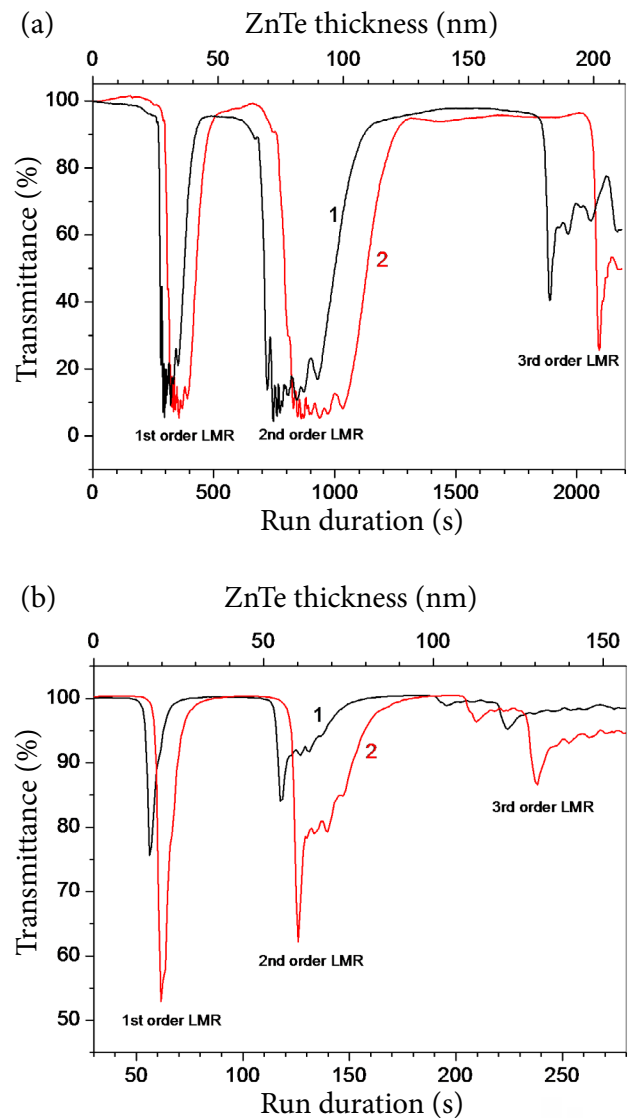 (a)
ZnTe thickness (nm)
0 50 100 150 200
Transmittance (%)
100
80
60
40
20
0
1
2
1st order LMR
2nd order LMR
3rd order LMR
0 500 1000 1500 2000
Run duration (s)
(b)
ZnTe thickness (nm)
0 50 100 150
Transmittance (%)
100
95
90
80
70
60
50
1
2
1st order LMR
2nd order LMR
3rd order LMR
50 100 150 200 250
Run duration (s)